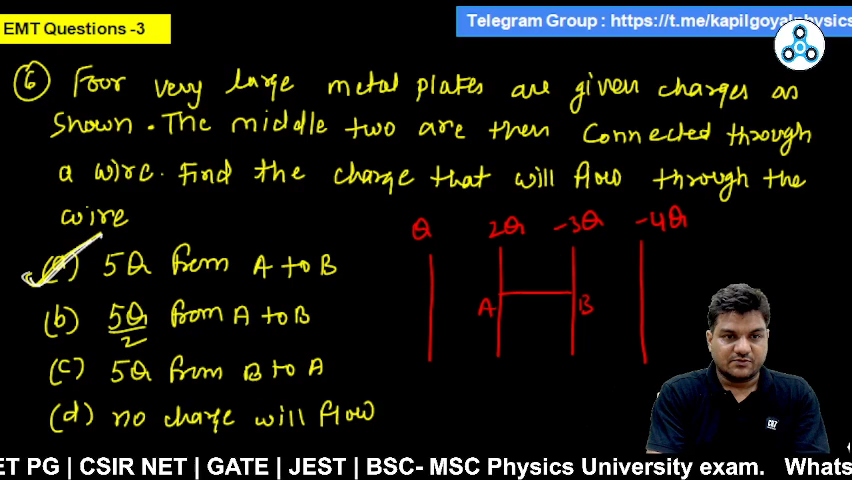 EMT Questions -3
Telegram Group : https://t.me/kapilgoyalphysics
⑥ Four very large metal plates are given charges as
shown. The middle two are then connected through
a wire. Find the charge that will flow through the
wire
Q 2Q -3Q -4Q
(a) 5Q from A to B
A B
(b) 5Q/2 from A to B
(c) 5Q from B to A
(d) no charge will flow
ET PG | CSIR NET | GATE | JEST | BSC- MSC Physics University exam. Whats